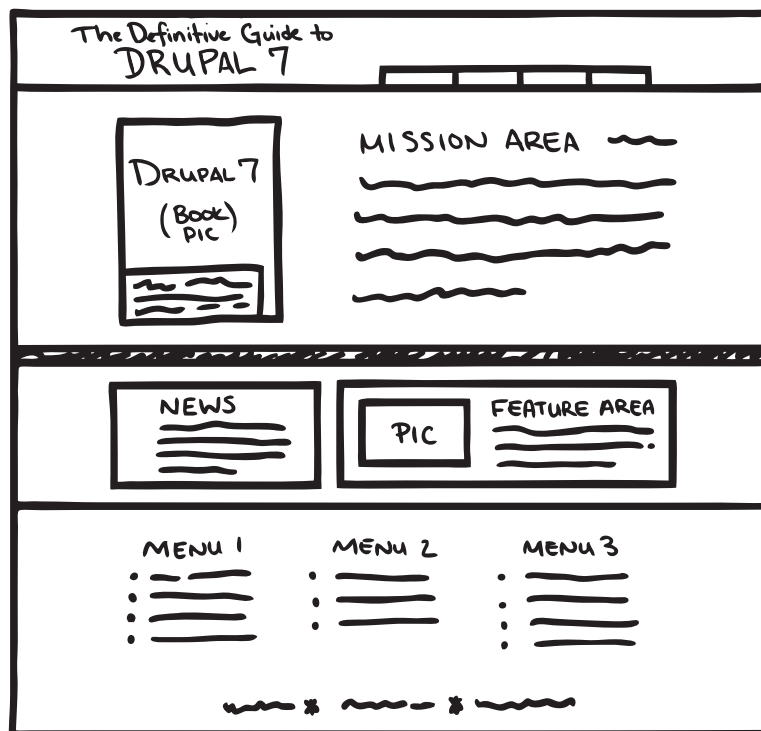 The Definitive Guide to
DRUPAL 7
MISSION AREA
DRUPAL 7
(BOOK)
PIC
NEWS
PIC
FEATURE AREA
MENU 1
MENU 2
MENU 3